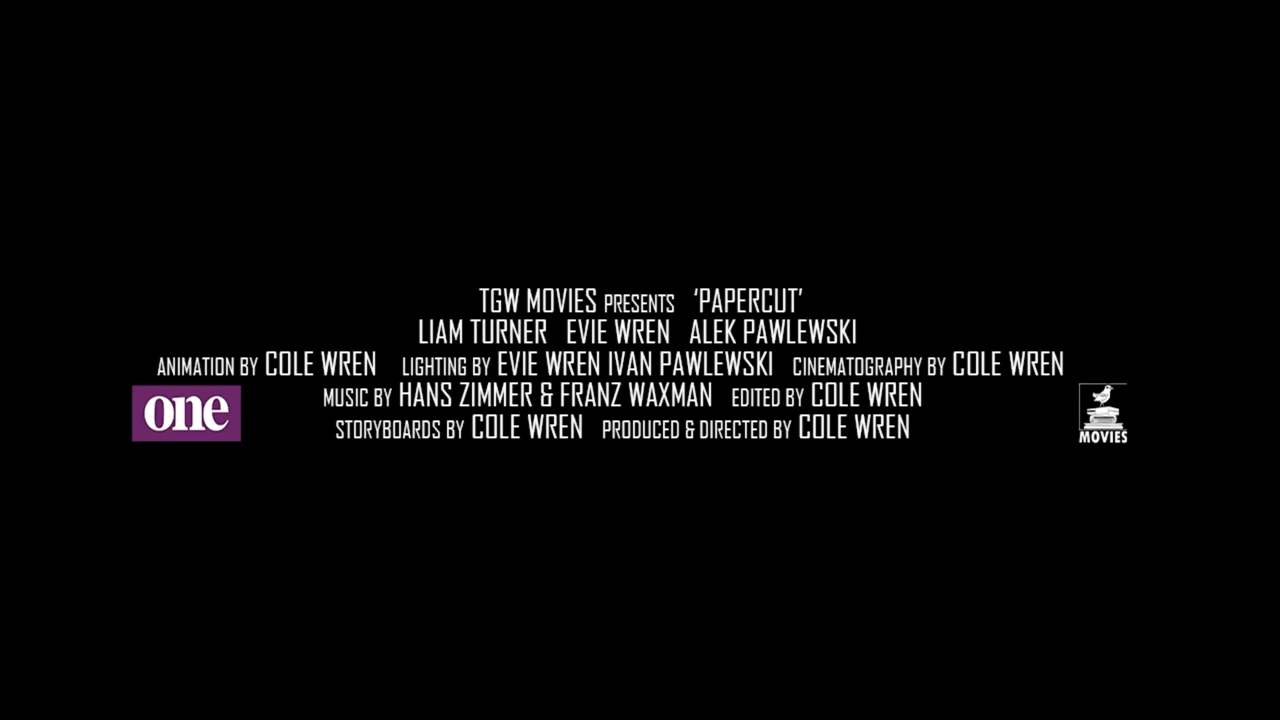 TGW MOVIES PRESENTS ‘PAPERCUT’
LIAM TURNER EVIE WREN ALEK PAWLEWSKI
ANIMATION BY COLE WREN LIGHTING BY EVIE WREN IVAN PAWLEWSKI CINEMATOGRAPHY BY COLE WREN
MUSIC BY HANS ZIMMER & FRANZ WAXMAN EDITED BY COLE WREN
STORYBOARDS BY COLE WREN PRODUCED & DIRECTED BY COLE WREN
one
MOVIES